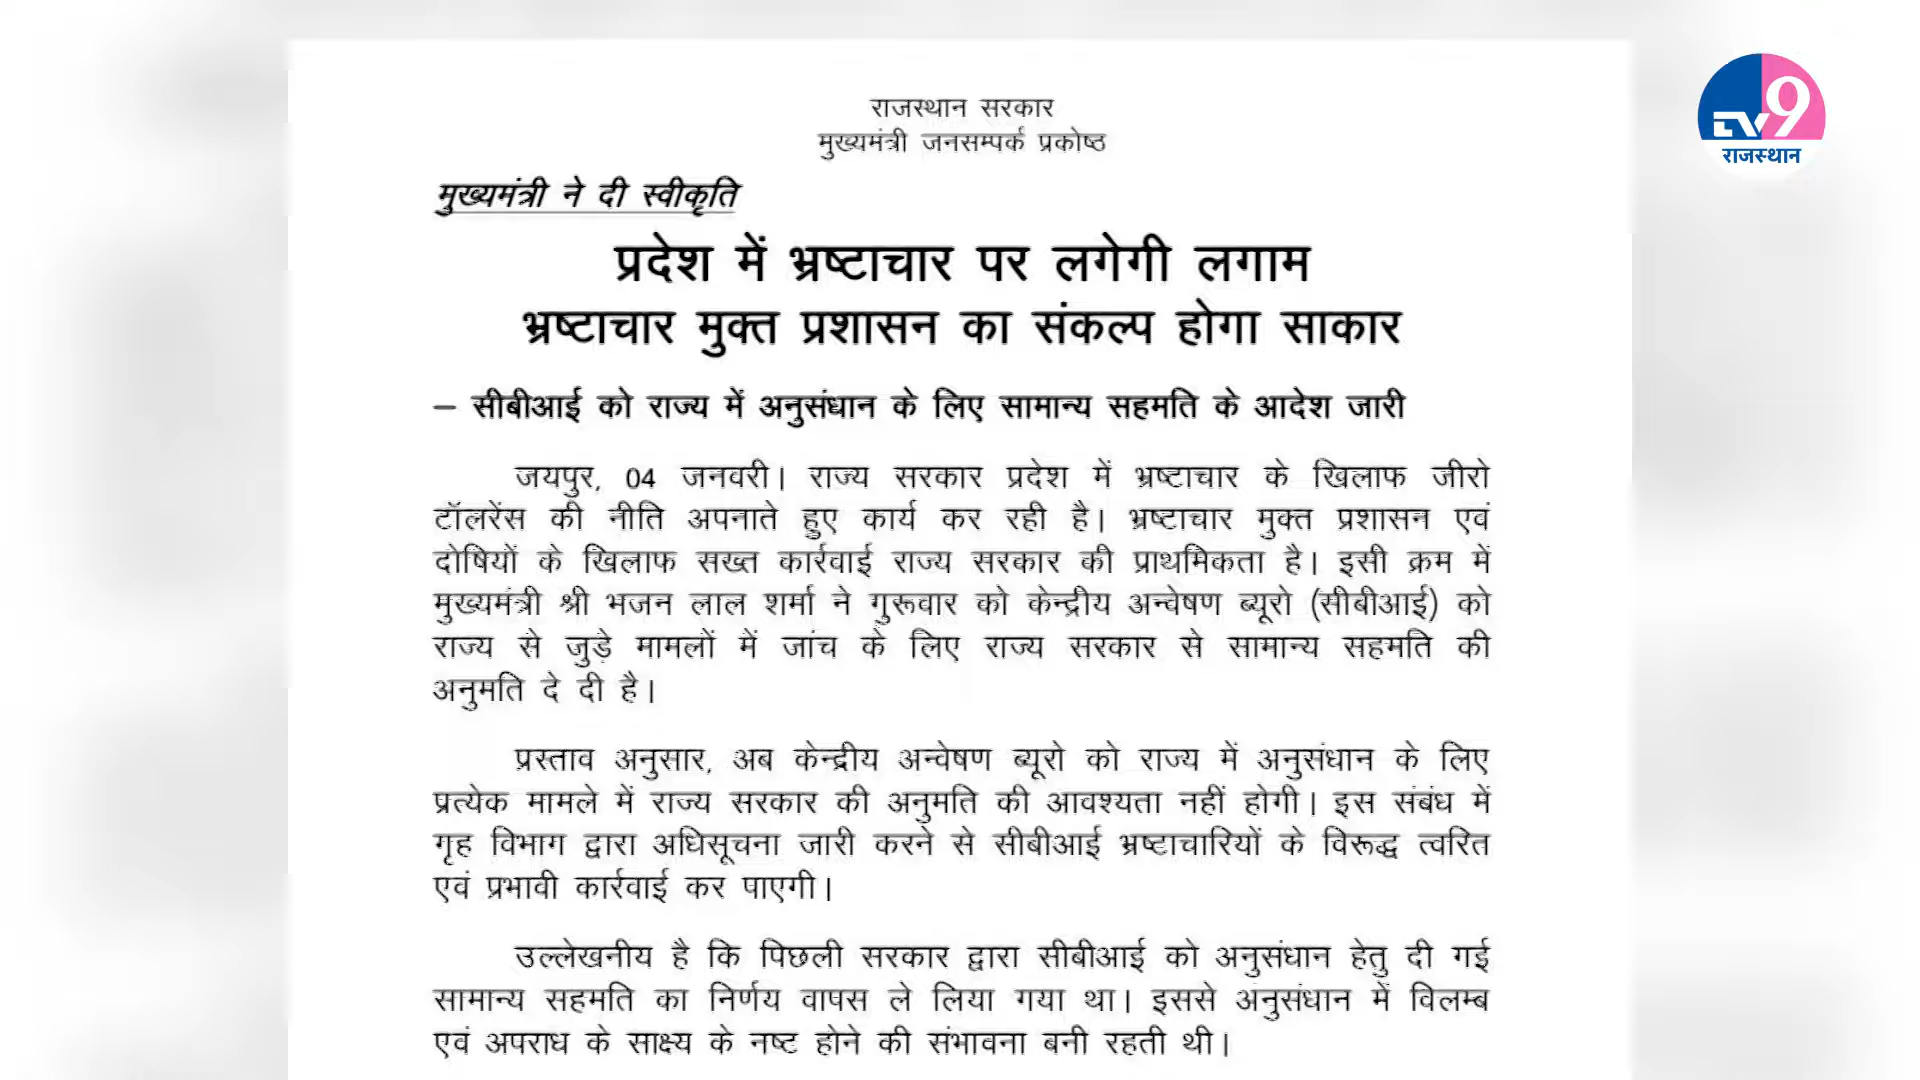 राजस्थान सरकार
मुख्यमंत्री जनसम्पर्क प्रकोष्ठ
मुख्यमंत्री ने दी स्वीकृति
प्रदेश में भ्रष्टाचार पर लगेगी लगाम
भ्रष्टाचार मुक्त प्रशासन का संकल्प होगा साकार
– सीबीआई को राज्य में अनुसंधान के लिए सामान्य सहमति के आदेश जारी
जयपुर, 04 जनवरी। राज्य सरकार प्रदेश में भ्रष्टाचार के खिलाफ जीरो
टॉलरेंस की नीति अपनाते हुए कार्य कर रही है। भ्रष्टाचार मुक्त प्रशासन एवं
दोषियों के खिलाफ सख्त कार्रवाई राज्य सरकार की प्राथमिकता है। इसी क्रम में
मुख्यमंत्री श्री भजन लाल शर्मा ने गुरूवार को केन्द्रीय अन्वेषण ब्यूरो (सीबीआई) को
राज्य से जुड़े मामलों में जांच के लिए राज्य सरकार से सामान्य सहमति की
अनुमति दे दी है।
प्रस्ताव अनुसार, अब केन्द्रीय अन्वेषण ब्यूरो को राज्य में अनुसंधान के लिए
प्रत्येक मामले में राज्य सरकार की अनुमति की आवश्यता नहीं होगी। इस संबंध में
गृह विभाग द्वारा अधिसूचना जारी करने से सीबीआई भ्रष्टाचारियों के विरूद्ध त्वरित
एवं प्रभावी कार्रवाई कर पाएगी।
उल्लेखनीय है कि पिछली सरकार द्वारा सीबीआई को अनुसंधान हेतु दी गई
सामान्य सहमति का निर्णय वापस ले लिया गया था। इससे अनुसंधान में विलम्ब
एवं अपराध के साक्ष्य के नष्ट होने की संभावना बनी रहती थी।
TV9
राजस्थान